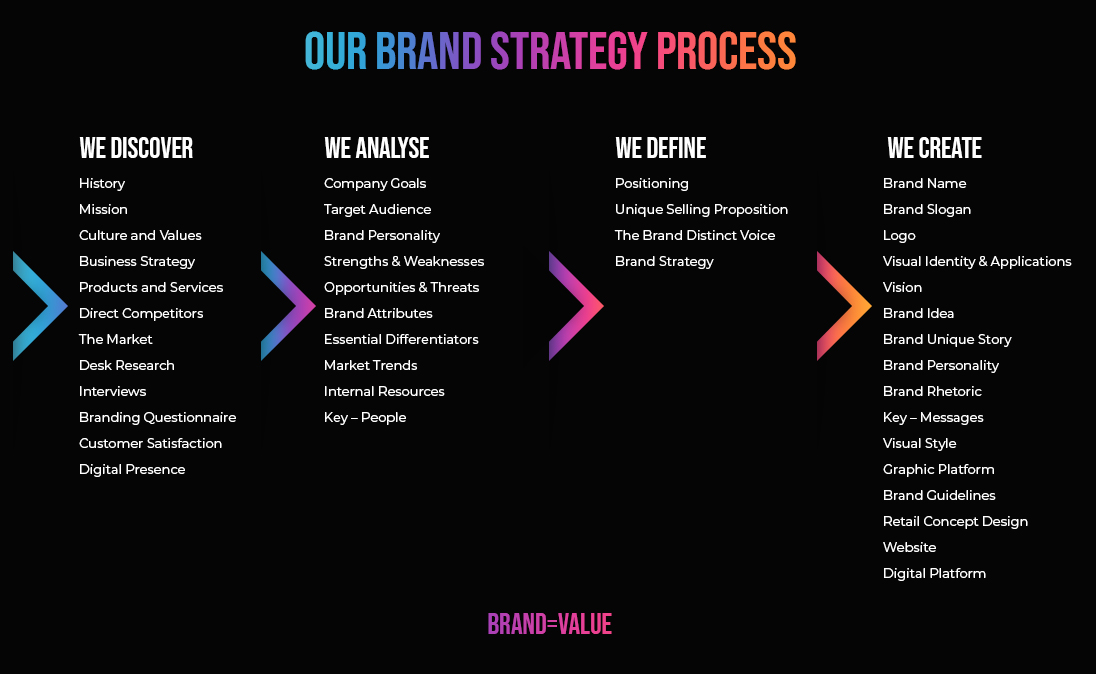 OUR BRAND STRATEGY PROCESS
WE DISCOVER
History
Mission
Culture and Values
Business Strategy
Products and Services
Direct Competitors
The Market
Desk Research
Interviews
Branding Questionnaire
Customer Satisfaction
Digital Presence
WE ANALYSE
Company Goals
Target Audience
Brand Personality
Strengths & Weaknesses
Opportunities & Threats
Brand Attributes
Essential Differentiators
Market Trends
Internal Resources
Key – People
WE DEFINE
Positioning
Unique Selling Proposition
The Brand Distinct Voice
Brand Strategy
WE CREATE
Brand Name
Brand Slogan
Logo
Visual Identity & Applications
Vision
Brand Idea
Brand Unique Story
Brand Personality
Brand Rhetoric
Key – Messages
Visual Style
Graphic Platform
Brand Guidelines
Retail Concept Design
Website
Digital Platform
BRAND=VALUE